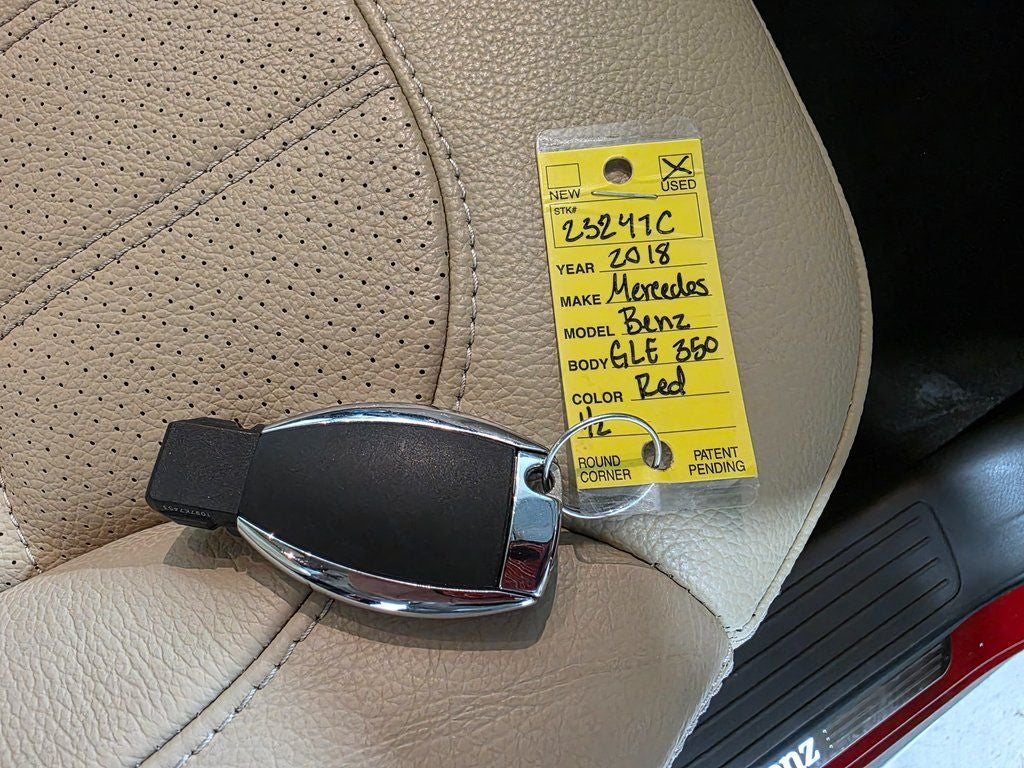 NEW USED
STK#
23247C
YEAR 2018
MAKE Mercedes
MODEL Benz
BODY GLE 350
COLOR Red
ROUND CORNER PATENT PENDING